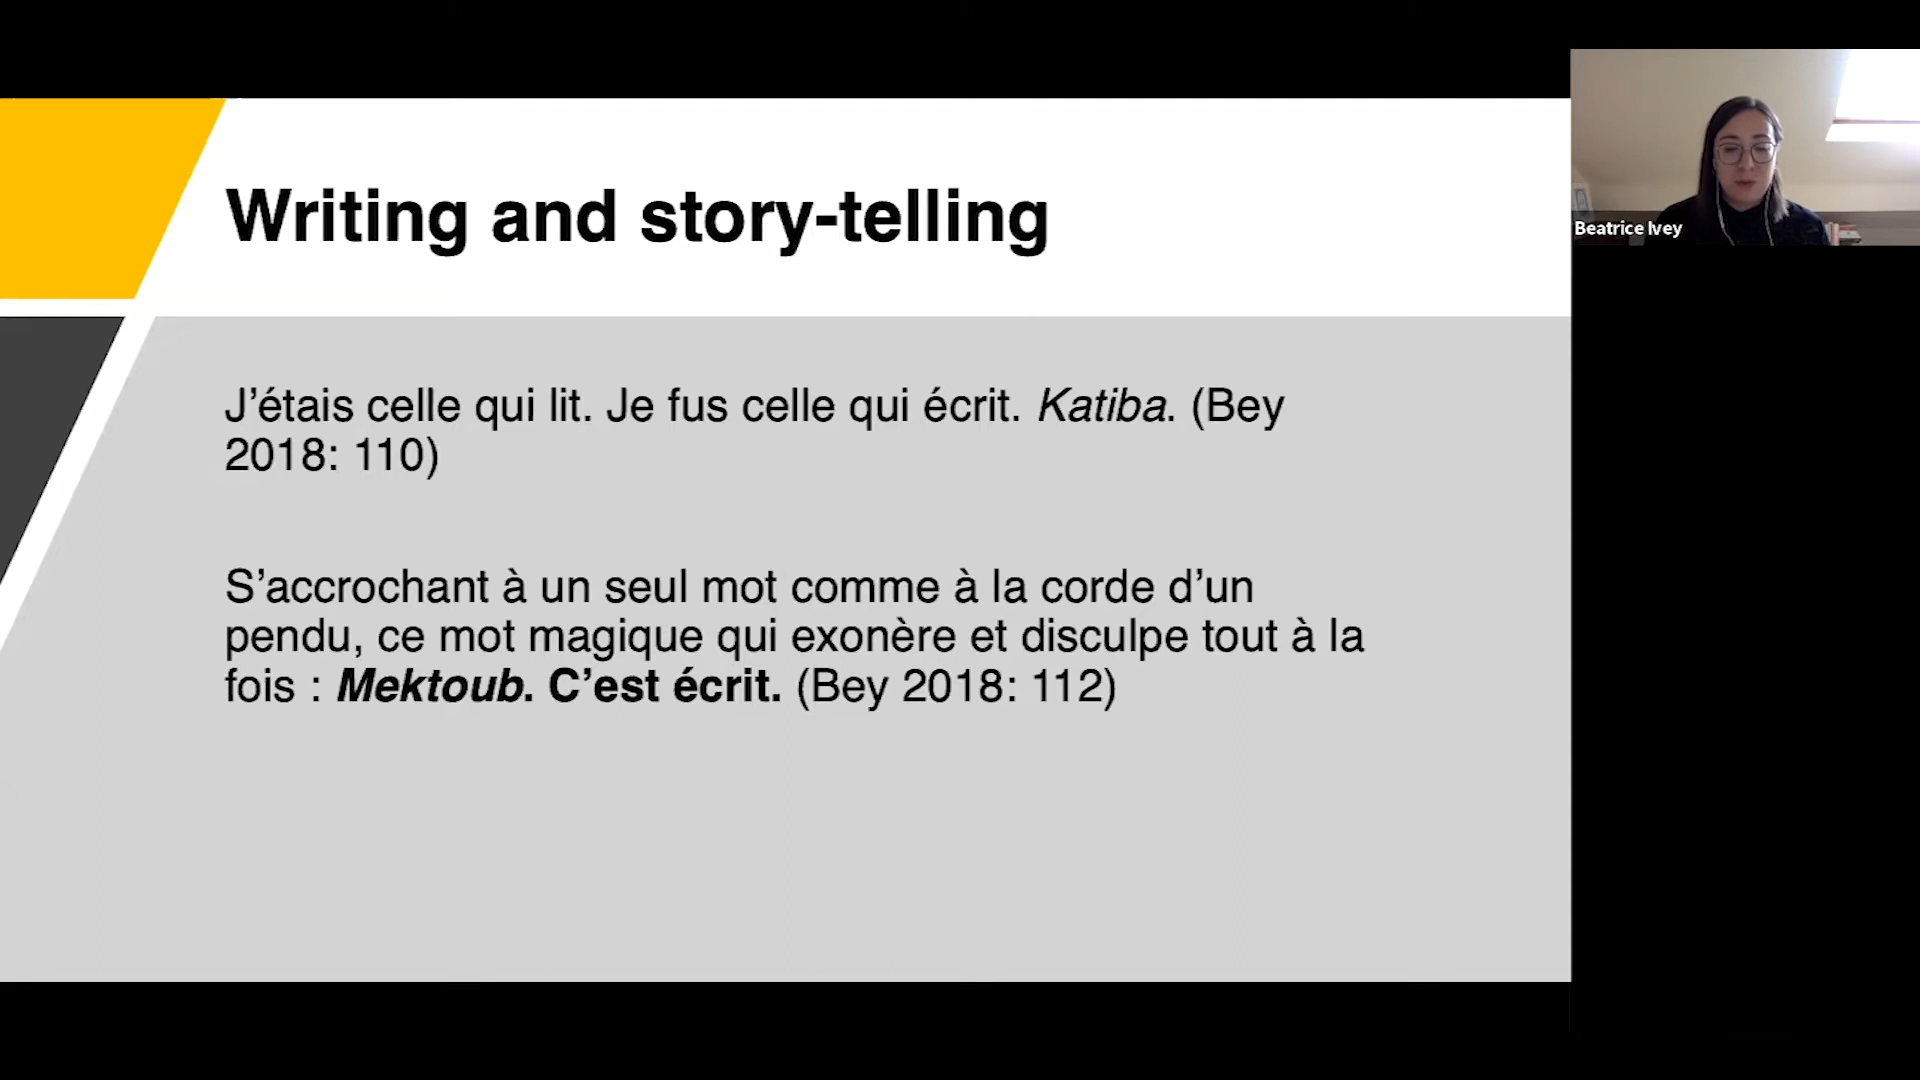 Writing and story-telling
Beatrice Ivey
J’étais celle qui lit. Je fus celle qui écrit. Katiba. (Bey
2018: 110)
S’accrochant à un seul mot comme à la corde d’un
pendu, ce mot magique qui exonère et disculpe tout à la
fois : Mektoub. C’est écrit. (Bey 2018: 112)